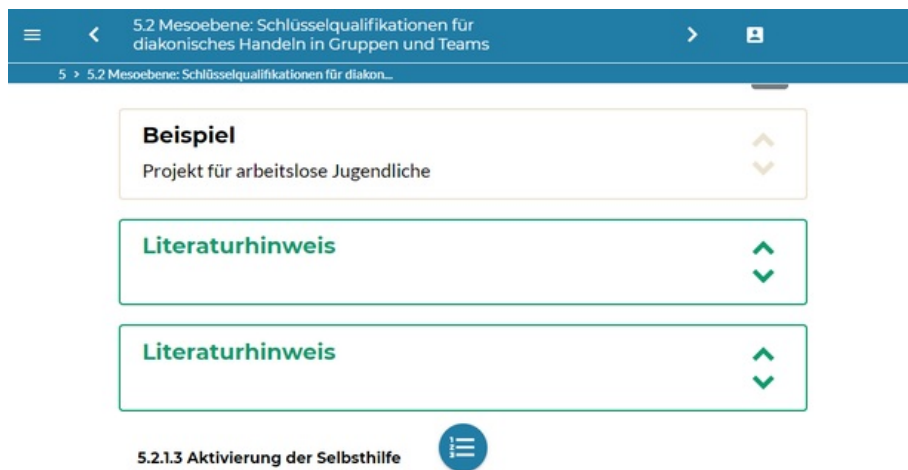 5.2 Mesoebene: Schlüsselqualifikationen für
diakonisches Handeln in Gruppen und Teams
5 > 5.2 Mesoebene: Schlüsselqualifikationen für diakon...
Beispiel
Projekt für arbeitslose Jugendliche
Literaturhinweis
Literaturhinweis
5.2.1.3 Aktivierung der Selbsthilfe